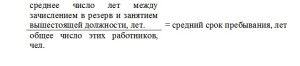 среднее число лет между
зачислением в резерв и занятием
вышестоящей должности, лет.
= средний срок пребывания, лет
общее число этих работников,
чел.